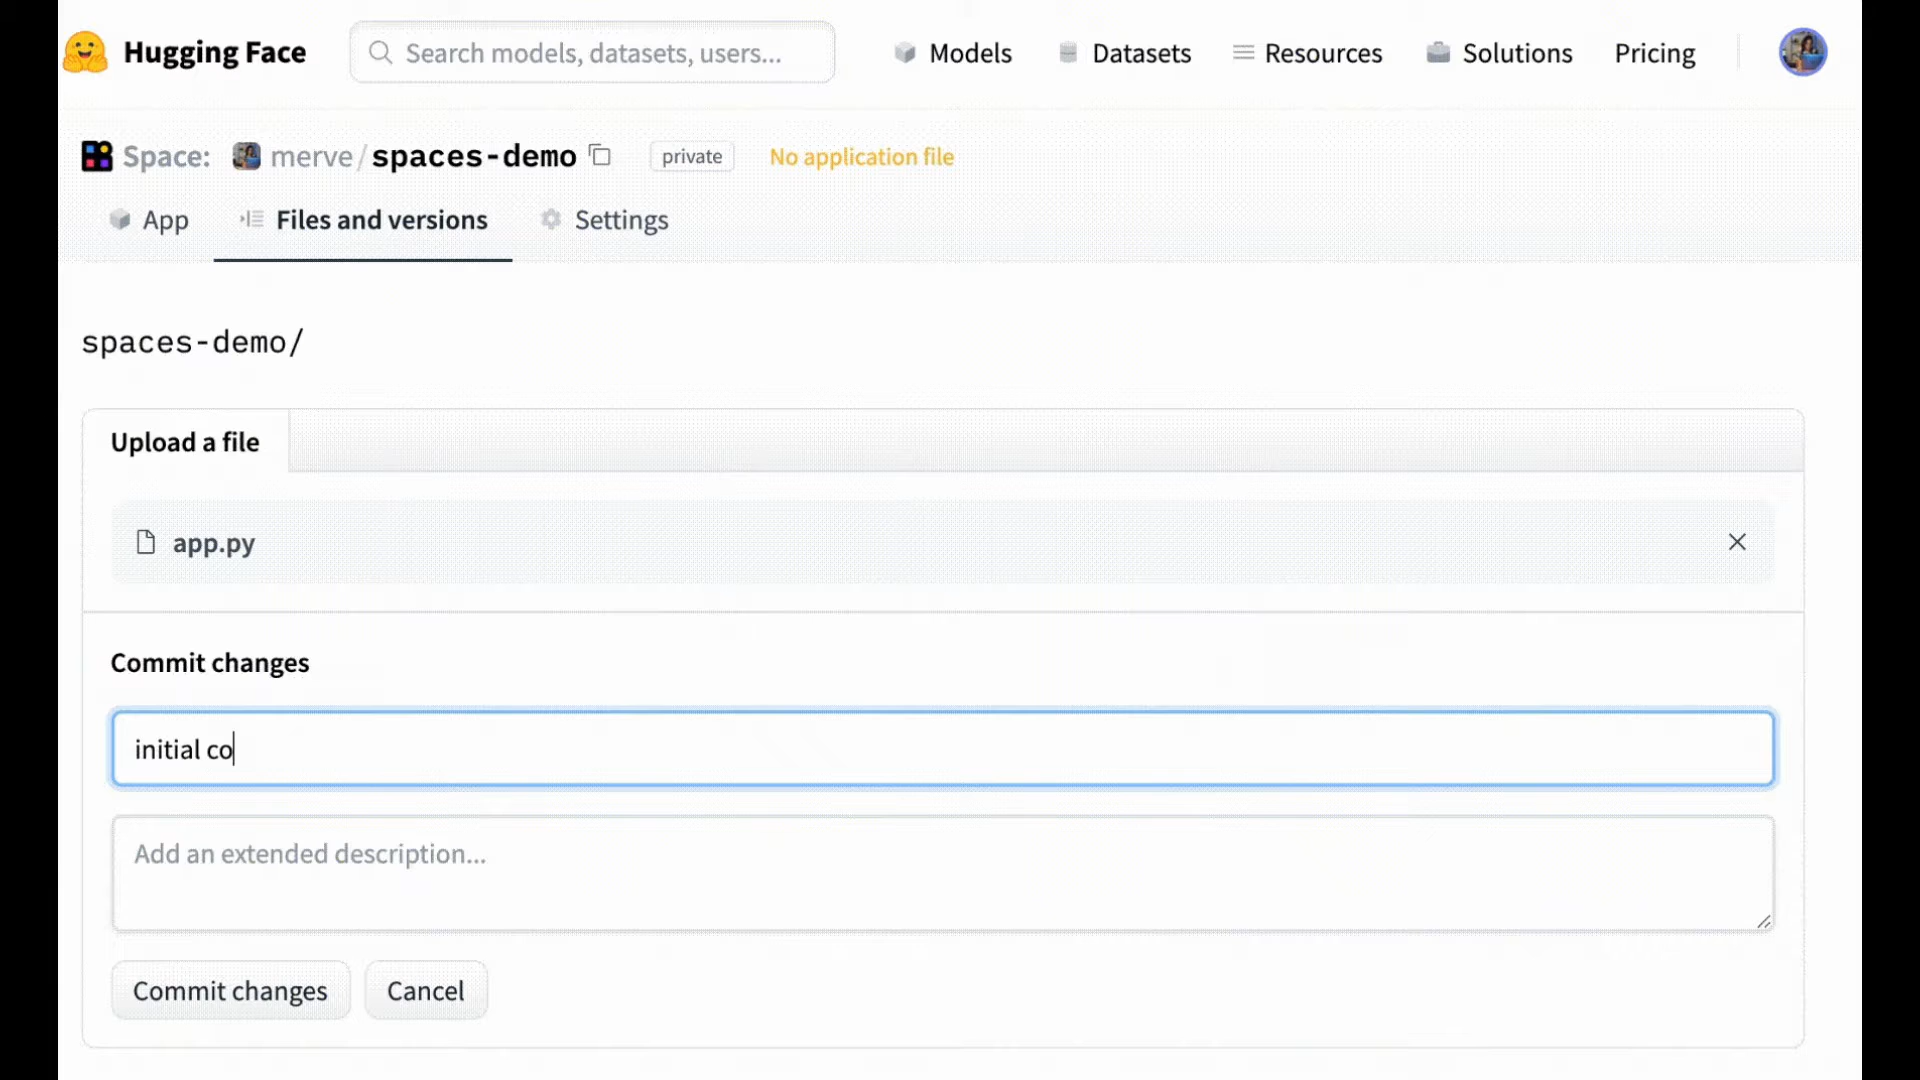 Hugging Face
Search models, datasets, users...
Models
Datasets
Resources
Solutions
Pricing
Space: merve/spaces-demo
private
No application file
App
Files and versions
Settings
spaces-demo/
Upload a file
app.py
Commit changes
initial co
Add an extended description...
Commit changes
Cancel